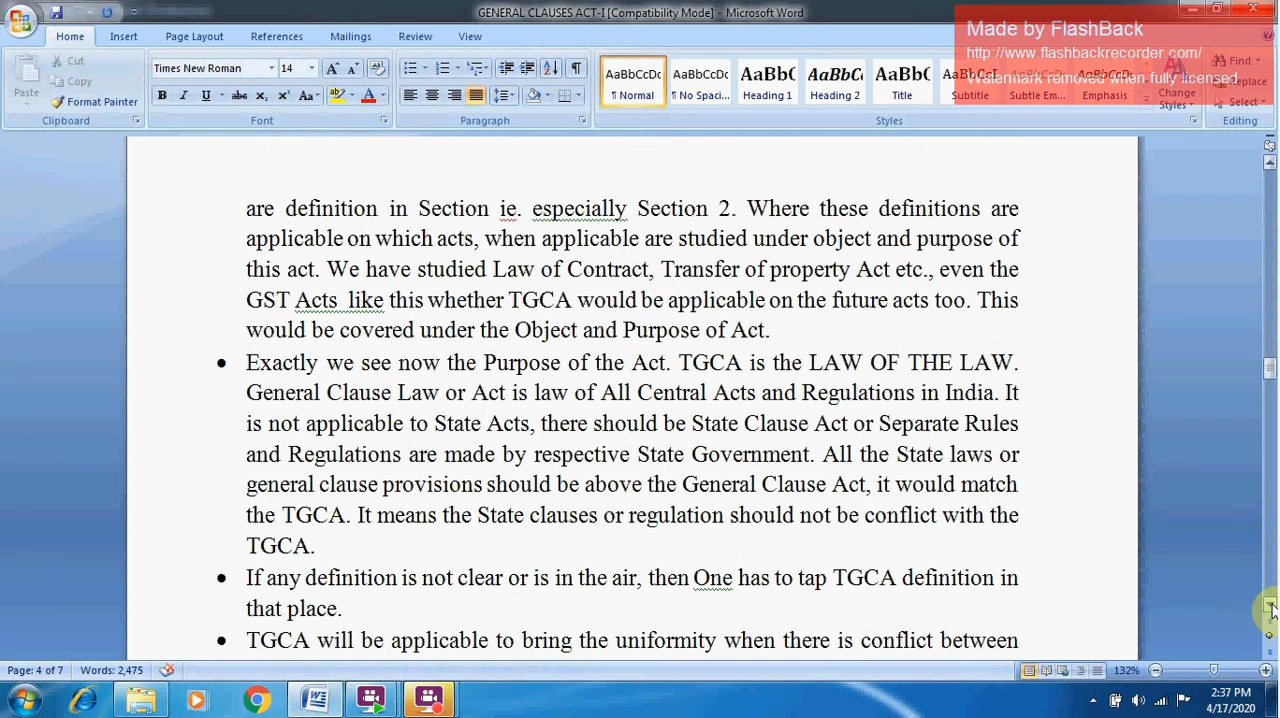 GENERAL CLAUSES ACT-I [Compatibility Mode] - Microsoft Word
Made by FlashBack
http://www.flashbackrecorder.com/
Watermark removed when fully licensed
Home Insert Page Layout References Mailings Review View
Cut
Copy
Paste
Format Painter
Clipboard
Times New Roman 14
Font
Paragraph
AaBbCcDc AaBbCcDc AaBbC AaBbCc AaBbC AaBbCcI
¶ Normal ¶ No Spaci... Heading 1 Heading 2 Title Subtitle Subtle Em... Emphasis
Change
Styles
Styles
Find
Replace
Select
Editing
are definition in Section ie. especially Section 2. Where these definitions are
applicable on which acts, when applicable are studied under object and purpose of
this act. We have studied Law of Contract, Transfer of property Act etc., even the
GST Acts like this whether TGCA would be applicable on the future acts too. This
would be covered under the Object and Purpose of Act.
• Exactly we see now the Purpose of the Act. TGCA is the LAW OF THE LAW.
General Clause Law or Act is law of All Central Acts and Regulations in India. It
is not applicable to State Acts, there should be State Clause Act or Separate Rules
and Regulations are made by respective State Government. All the State laws or
general clause provisions should be above the General Clause Act, it would match
the TGCA. It means the State clauses or regulation should not be conflict with the
TGCA.
• If any definition is not clear or is in the air, then One has to tap TGCA definition in
that place.
• TGCA will be applicable to bring the uniformity when there is conflict between
Page: 4 of 7 Words: 2,475 132%
2:37 PM
4/17/2020